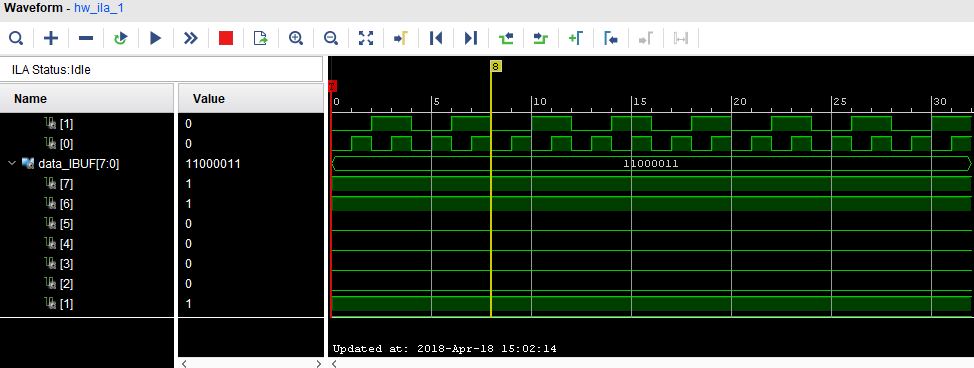 Waveform - hw_ila_1
ILA Status:Idle
Name Value
8
0 5 10 15 20 25 30
[1] 0
[0] 0
data_IBUF[7:0] 11000011 11000011
[7] 1
[6] 1
[5] 0
[4] 0
[3] 0
[2] 0
[1] 1
Updated at: 2018-Apr-18 15:02:14